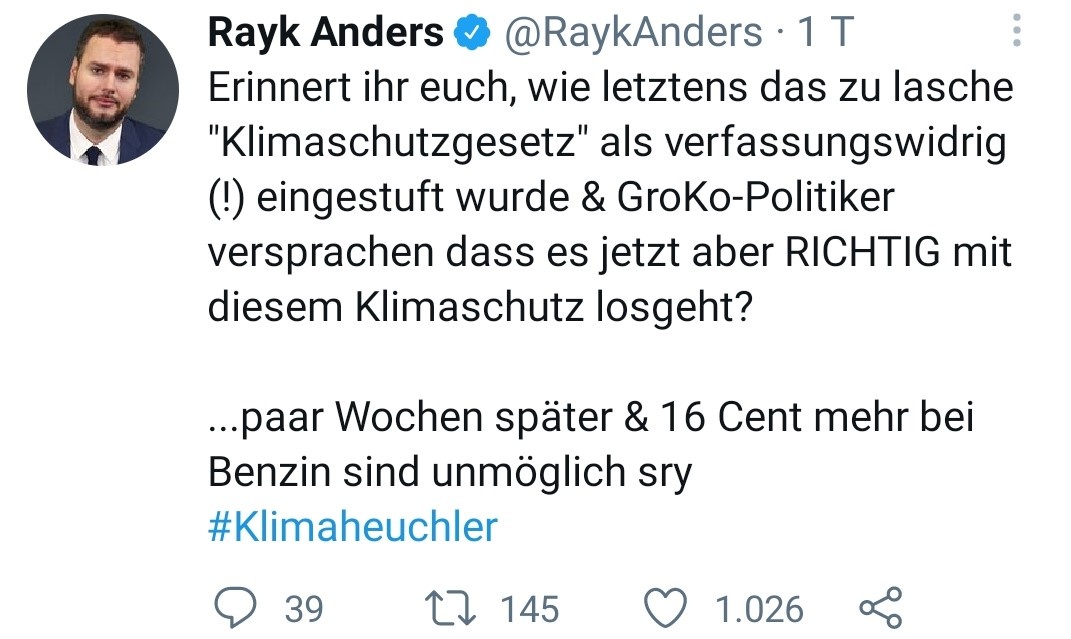 Rayk Anders @RaykAnders · 1 T
Erinnert ihr euch, wie letztens das zu lasche
"Klimaschutzgesetz" als verfassungswidrig
(!) eingestuft wurde & GroKo-Politiker
versprachen dass es jetzt aber RICHTIG mit
diesem Klimaschutz losgeht?
...paar Wochen später & 16 Cent mehr bei
Benzin sind unmöglich sry
#Klimaheuchler
39 145 1.026